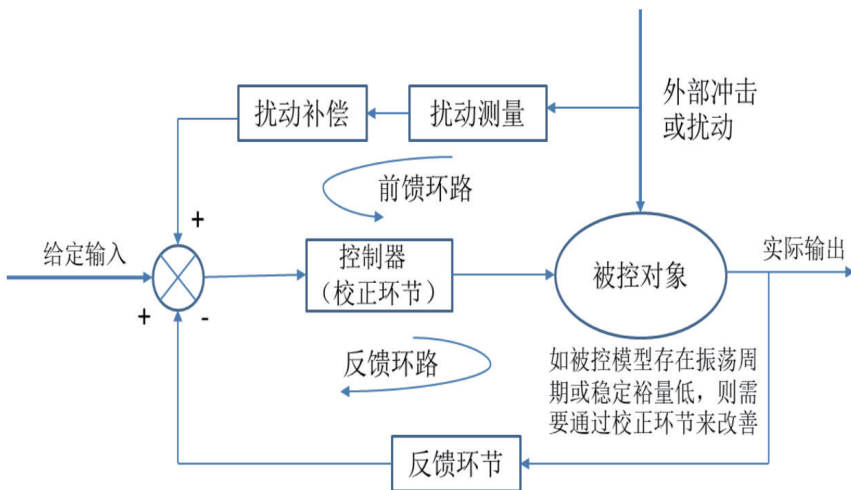 外部冲击
或扰动
扰动补偿
扰动测量
前馈环路
+
给定输入
控制器
（校正环节）
被控对象
实际输出
+
-
反馈环路
如被控模型存在振荡周
期或稳定裕量低，则需
要通过校正环节来改善
反馈环节